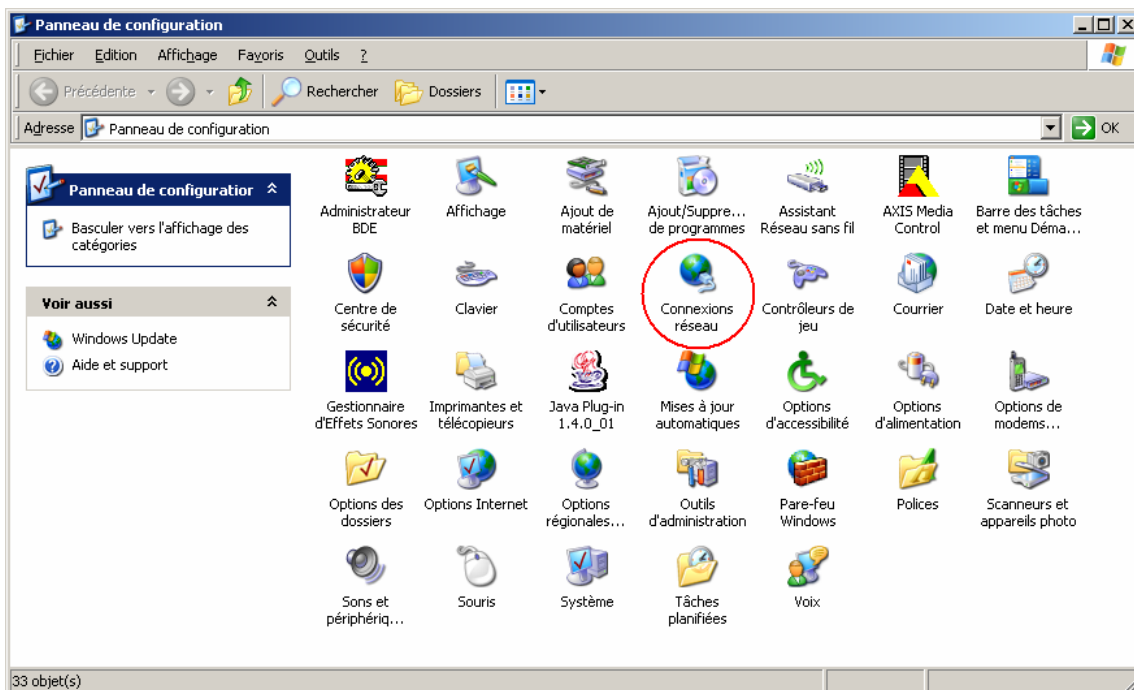 Panneau de configuration
Fichier Edition Affichage Favoris Outils ?
Précédente Rechercher Dossiers
Adresse Panneau de configuration OK
Panneau de configuration
Basculer vers l'affichage des
catégories
Voir aussi
Windows Update
Aide et support
Administrateur
BDE
Affichage
Ajout de
matériel
Ajout/Suppre...
de programmes
Assistant
Réseau sans fil
AXIS Media
Control
Barre des tâches
et menu Déma...
Centre de
sécurité
Clavier
Comptes
d'utilisateurs
Connexions
réseau
Contrôleurs de
jeu
Courrier
Date et heure
Gestionnaire
d'Effets Sonores
Imprimantes et
télécopieurs
Java Plug-in
1.4.0_01
Mises à jour
automatiques
Options
d'accessibilité
Options
d'alimentation
Options de
modems...
Options des
dossiers
Options Internet
Options
régionales...
Outils
d'administration
Pare-feu
Windows
Polices
Scanneurs et
appareils photo
Sons et
périphériq...
Souris
Système
Tâches
planifiées
Voix
33 objet(s)